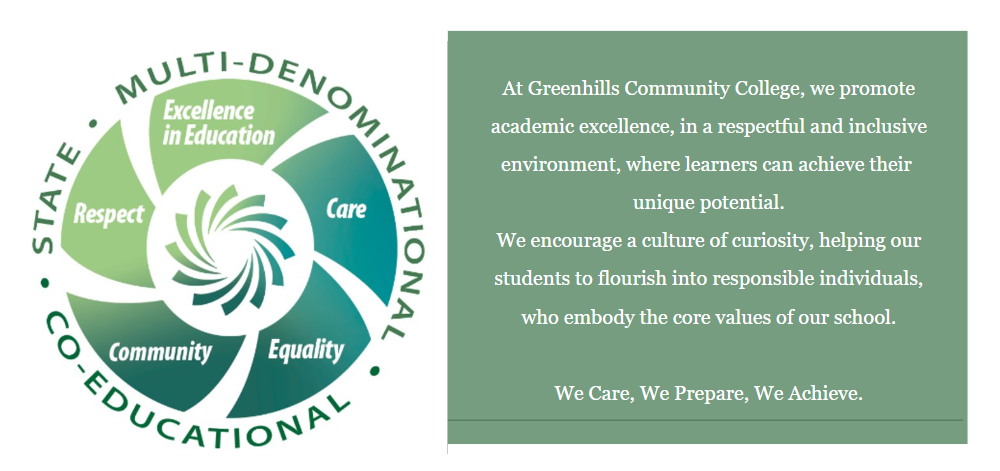 MULTI-DENOMINATIONAL
STATE
CO-EDUCATIONAL
Excellence
in Education
Care
Equality
Community
Respect
At Greenhills Community College, we promote
academic excellence, in a respectful and inclusive
environment, where learners can achieve their
unique potential.
We encourage a culture of curiosity, helping our
students to flourish into responsible individuals,
who embody the core values of our school.
We Care, We Prepare, We Achieve.